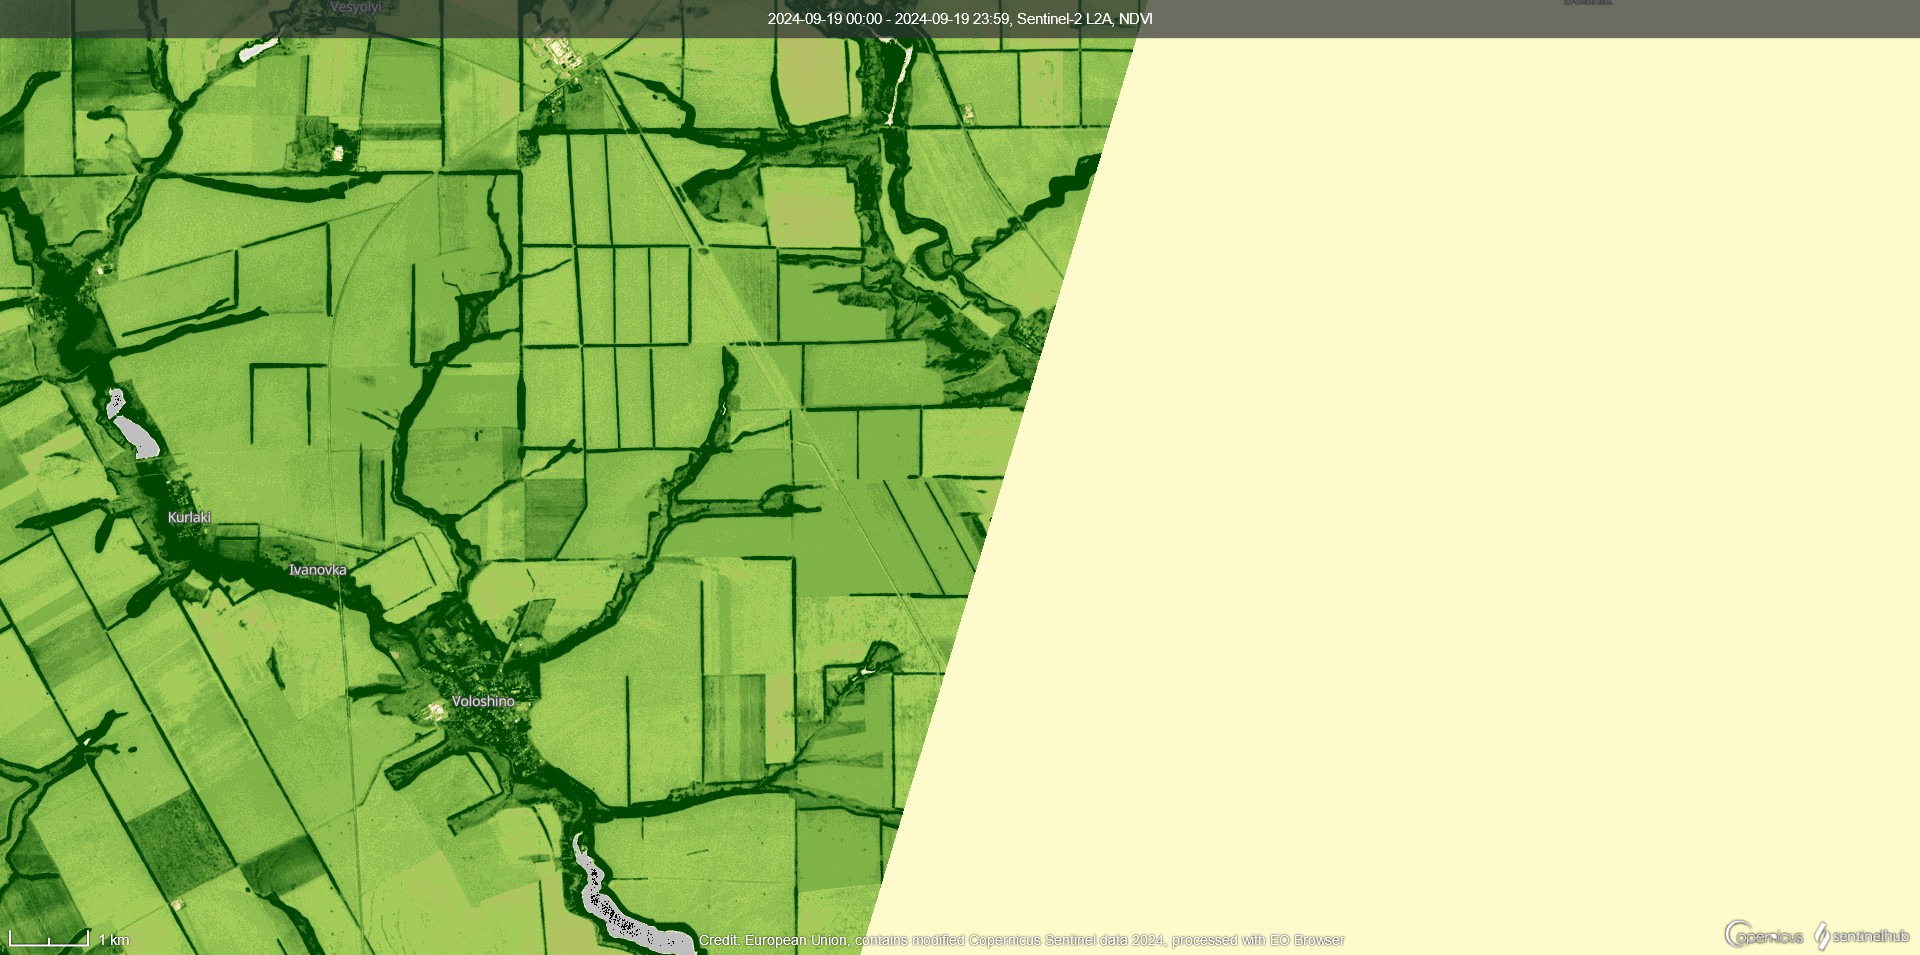 Vesyolyi
2024-09-19 00:00 - 2024-09-19 23:59, Sentinel-2 L2A, NDVI
Kurlaki
Ivanovka
Voloshino
1 km
Credit: European Union, contains modified Copernicus Sentinel data 2024, processed with EO Browser
opernicus
sentinelhub